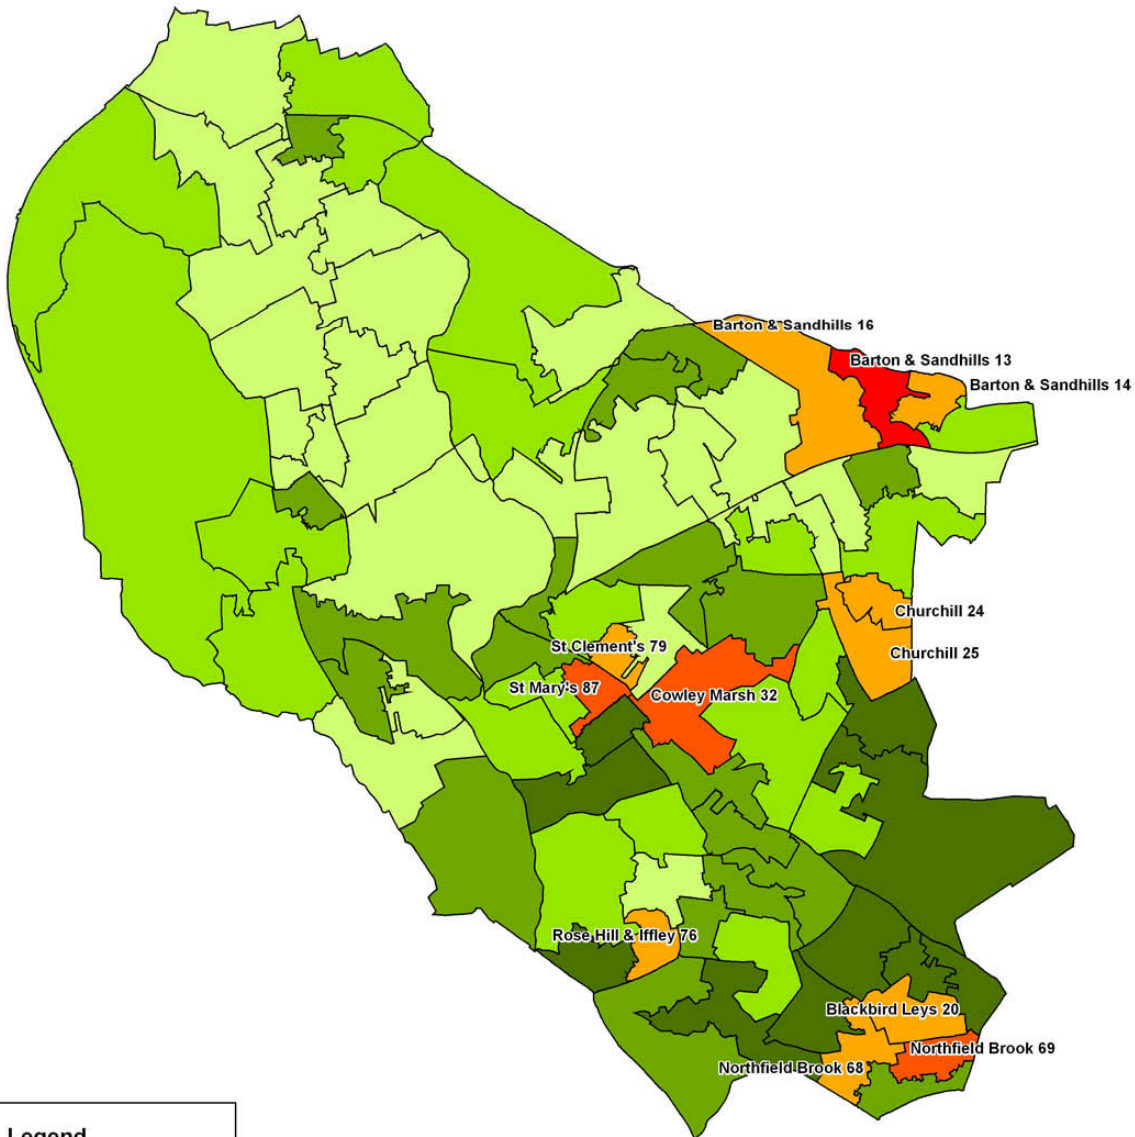 Barton & Sandhills 16
Barton & Sandhills 13
Barton & Sandhills 14
Churchill 24
St Clement's 79
Churchill 25
St Mary's 87
Cowley Marsh 32
Rose Hill & Iffley 76
Blackbird Leys 20
Northfield Brook 69
Northfield Brook 68
Legend